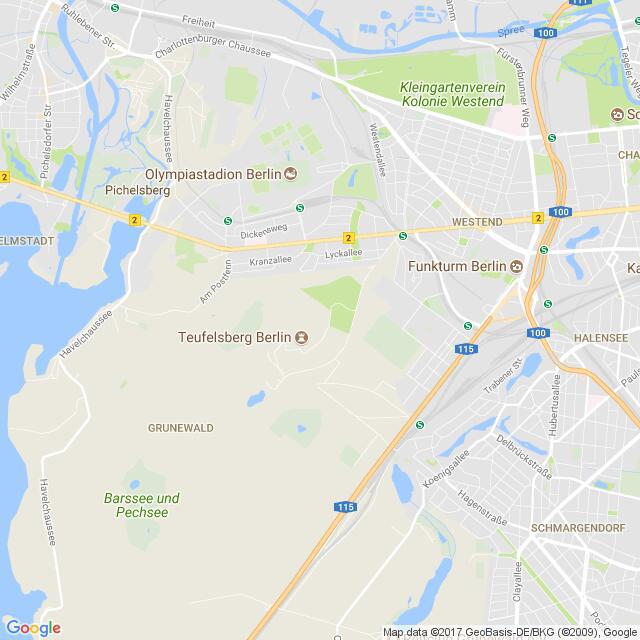 Ruhlebener Str.
Freiheit
Charlottenburger Chaussee
Wilhelmstraße
Pichelsdorfer Str
Havelchaussee
Spree
100
Tegeler We
Fürstenbrunner Weg
Kleingartenverein
Kolonie Westend
Westendallee
CHA
Olympiastadion Berlin
Pichelsberg
2
2
2
2
100
WESTEND
Dickensweg
Kranzallee
Lyckallee
Am Postfenn
ELMSTADT
Funkturm Berlin
Ka
Havelchaussee
Teufelsberg Berlin
115
100
HALENSEE
Trabener Str.
Pauls
Hubertusallee
GRUNEWALD
Delbrückstraße
Koenigsallee
Hagenstraße
Barssee und
Pechsee
Havelchaussee
115
SCHMARGENDORF
Clayallee
Google
Map data ©2017 GeoBasis-DE/BKG (©2009), Google